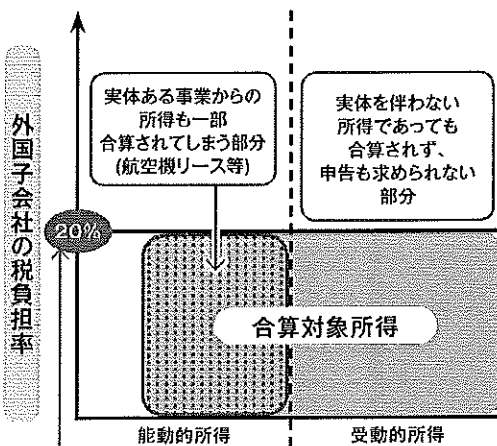 外国子会社の税負担率
実体ある事業からの
所得も一部
合算されてしまう部分
(航空機リース等)
実体を伴わない
所得であっても
合算されず、
申告も求められない
部分
20%
合算対象所得
能動的所得
受動的所得